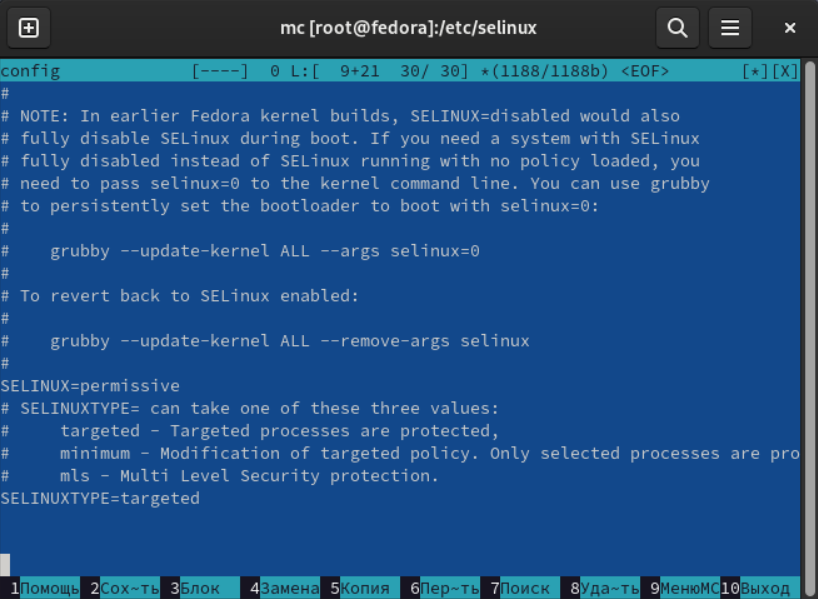 mc [root@fedora]:/etc/selinux
config [----] 0 L:[ 9+21 30/ 30] *(1188/1188b) <EOF> [*][X]
#
# NOTE: In earlier Fedora kernel builds, SELINUX=disabled would also
# fully disable SELinux during boot. If you need a system with SELinux
# fully disabled instead of SELinux running with no policy loaded, you
# need to pass selinux=0 to the kernel command line. You can use grubby
# to persistently set the bootloader to boot with selinux=0:
#
#    grubby --update-kernel ALL --args selinux=0
#
# To revert back to SELinux enabled:
#
#    grubby --update-kernel ALL --remove-args selinux
#
SELINUX=permissive
# SELINUXTYPE= can take one of these three values:
#     targeted - Targeted processes are protected,
#     minimum - Modification of targeted policy. Only selected processes are pro
#     mls - Multi Level Security protection.
SELINUXTYPE=targeted
1Помощь 2Сох~ть 3Блок 4Замена 5Копия 6Пер~ть 7Поиск 8Уда~ть 9МенюMC 10Выход